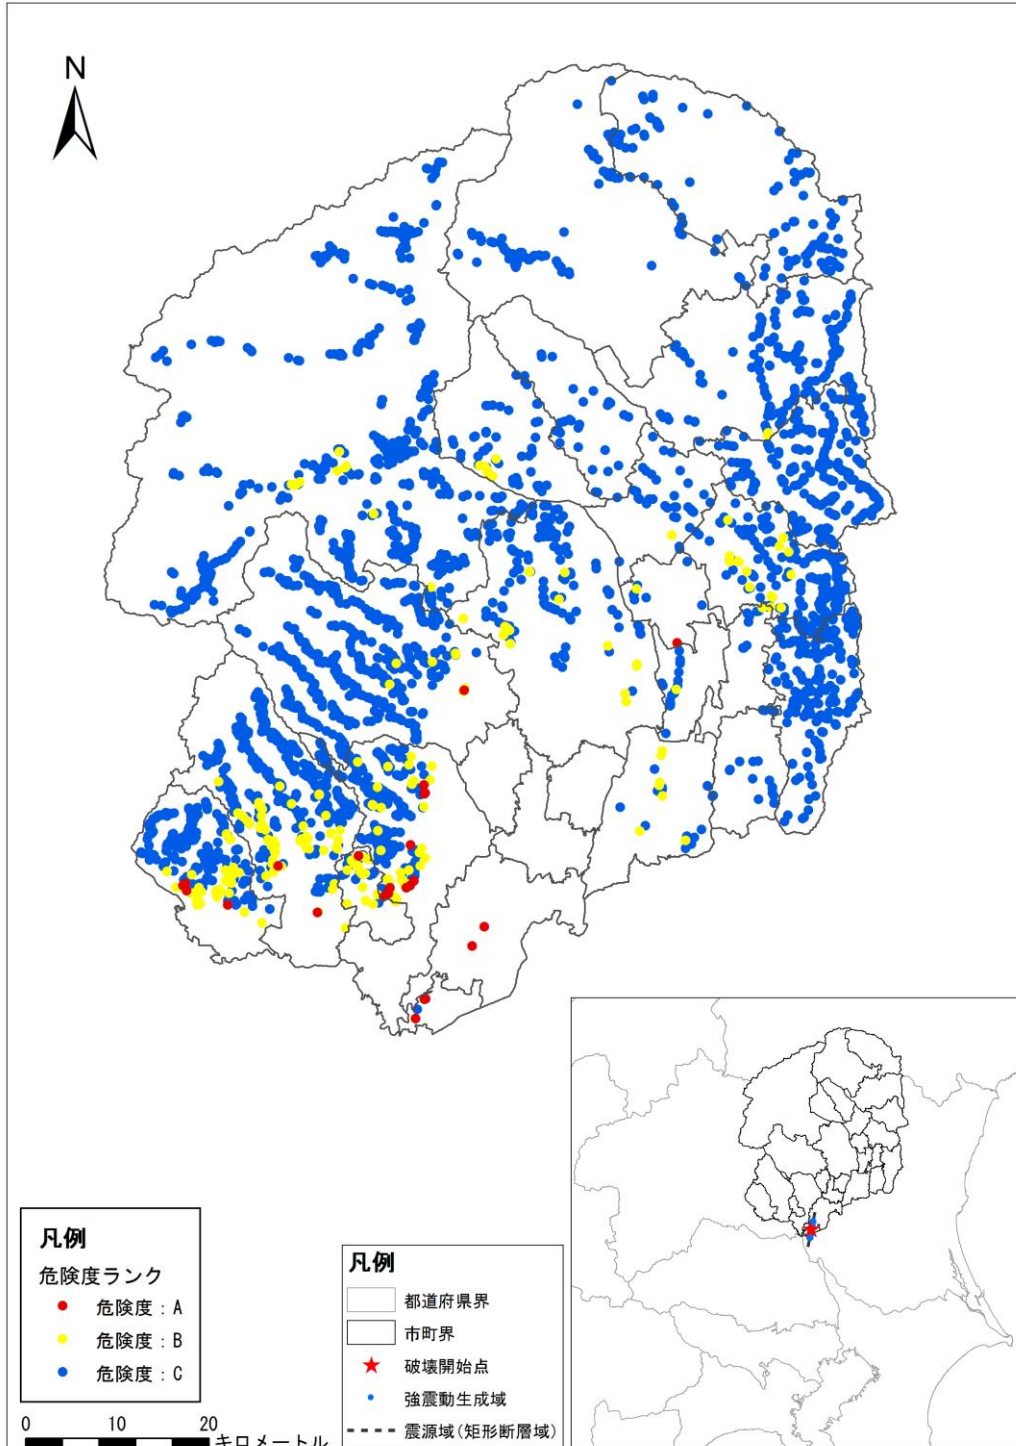 N
凡例
危険度ランク
危険度：A
危険度：B
危険度：C
0 10 20
キロメートル
凡例
都道府県界
市町界
破壊開始点
強震動生成域
震源域(矩形断層域)